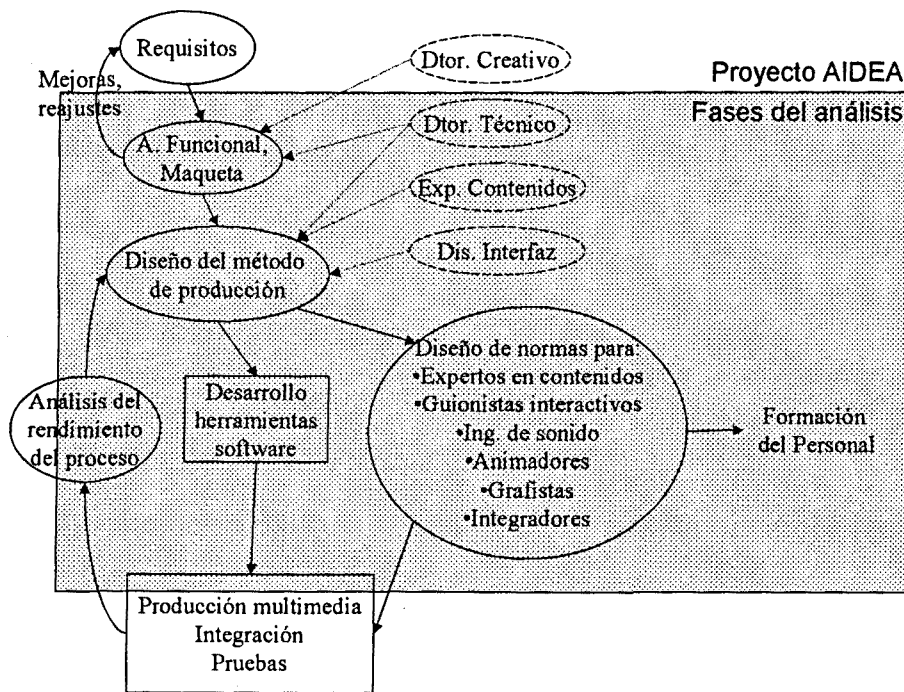 Requisitos
Mejoras,
reajustes
Dtor. Creativo
Proyecto AIDEA
Fases del análisis
A. Funcional,
Maqueta
Dtor. Técnico
Exp. Contenidos
Dis. Interfaz
Diseño del método
de producción
Diseño de normas para:
•Expertos en contenidos
•Guionistas interactivos
•Ing. de sonido
•Animadores
•Grafistas
•Integradores
Desarrollo
herramientas
software
Análisis del
rendimiento
del proceso
Formación
del Personal
Producción multimedia
Integración
Pruebas